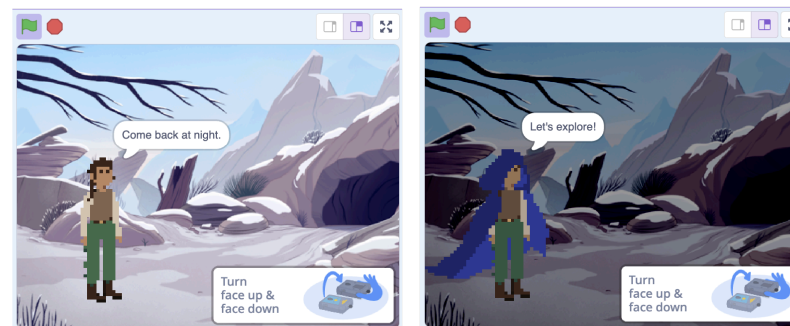 Come back at night.
Turn
face up &
face down
Let's explore!
Turn
face up &
face down